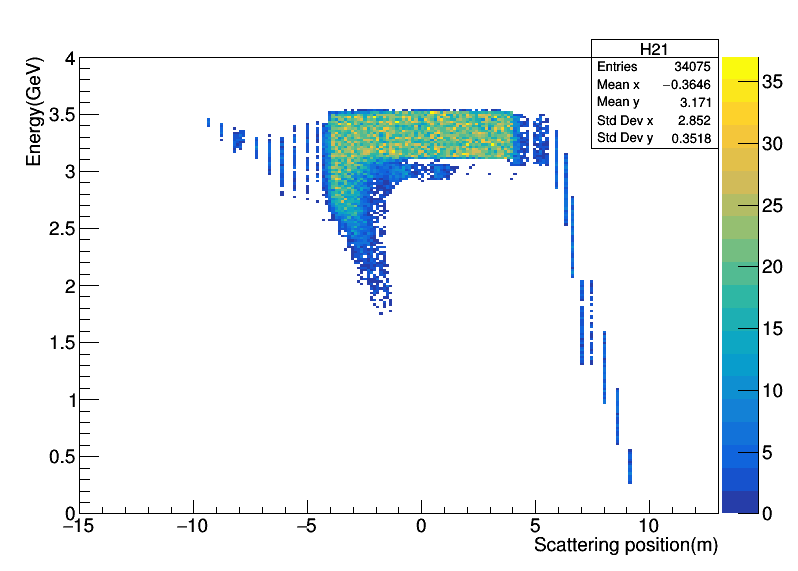 H21
Entries 34075
Mean x −0.3646
Mean y 3.171
Std Dev x 2.852
Std Dev y 0.3518
Energy(GeV)
4
3.5
3
2.5
2
1.5
1
0.5
0
−15 −10 −5 0 5 10
Scattering position(m)
35
30
25
20
15
10
5
0